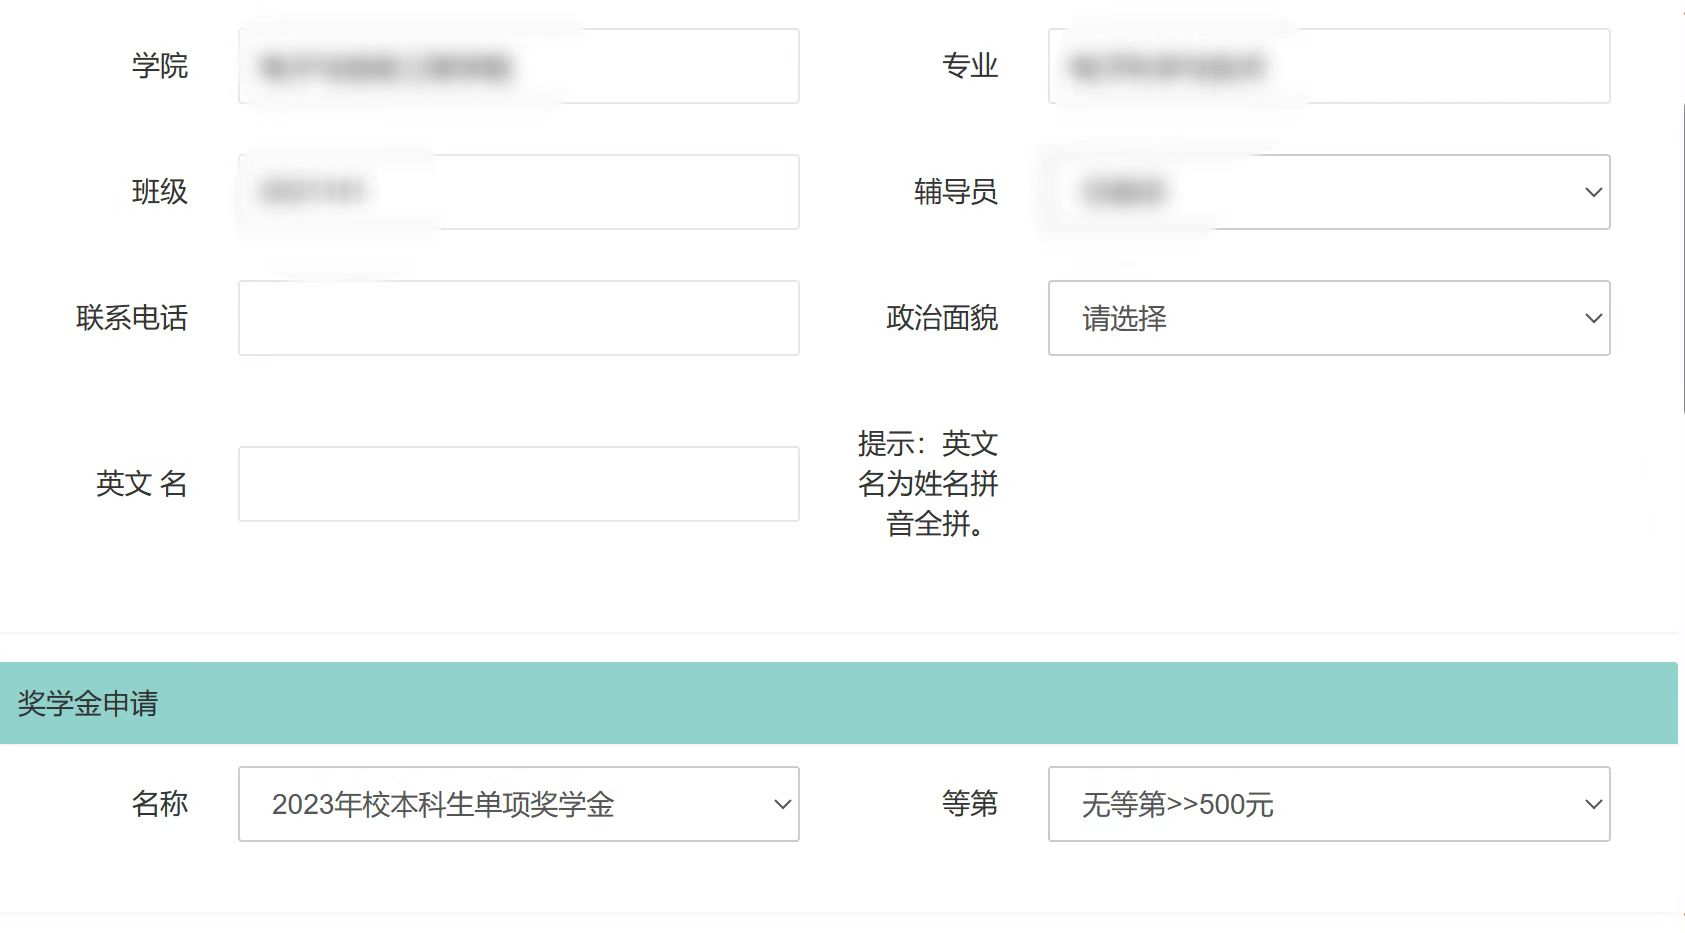 学院
专业
班级
辅导员
联系电话
政治面貌 请选择
英文 名
提示：英文
名为姓名拼
音全拼。
奖学金申请
名称 2023年校本科生单项奖学金
等第 无等第>>500元